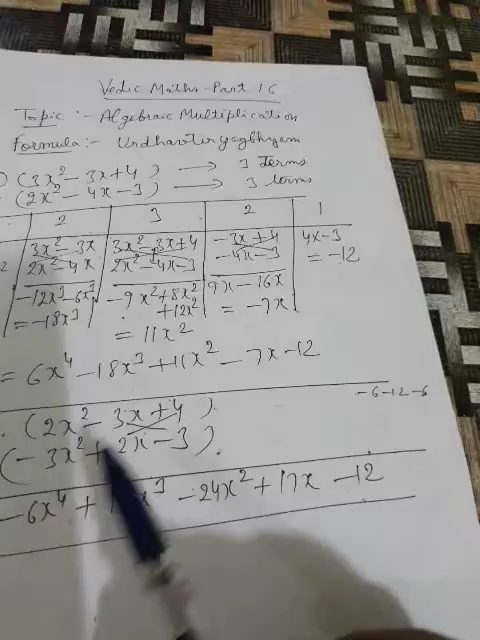 Vedic Maths-Part 16
Topic :- Algebraic Multiplication
Formula:- Urdhavtiryagbhyam
) (3x² - 3x + 4 ) → 3 Terms
(2x² - 4x - 3 ) → 3 terms
2 3 2 1
3x² - 3x 3x² - 3x + 4 -3x + 4 4x - 3
2x² - 4x 2x² - 4x - 3 -4x - 3 = -12
-12x³ - 6x³ -9x² + 8x² 9x - 16x
= -18x³ + 12x² = -7x
= 11x²
= 6x⁴ - 18x³ + 11x² - 7x - 12
-6-12-6
(2x² - 3x + 4 ).
(-3x² + 2x - 3 ).
-6x⁴ + x³ - 24x² + 17x - 12